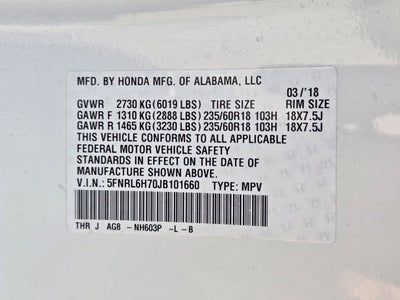 MFD. BY HONDA MFG. OF ALABAMA, LLC
03/'18
GVWR 2730 KG(6019 LBS) TIRE SIZE RIM SIZE
GAWR F 1310 KG(2888 LBS)235/60R18 103H 18X7.5J
GAWR R 1465 KG(3230 LBS)235/60R18 103H 18X7.5J
THIS VEHICLE CONFORMS TO ALL APPLICABLE
FEDERAL MOTOR VEHICLE SAFETY
STANDARDS IN EFFECT ON THE DATE OF
MANUFACTURE SHOWN ABOVE.
V.I.N.: 5FNRL6H70JB101660 TYPE: MPV
THR J AG8 -NH603P -L -B